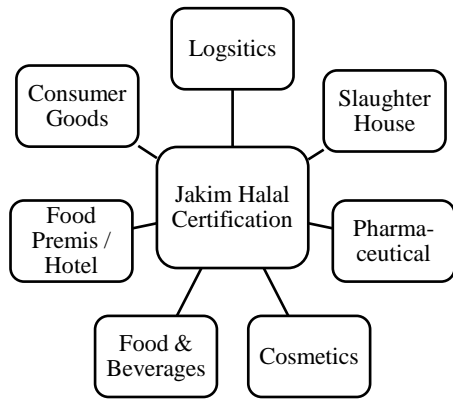 Logsitics
Consumer
Goods
Slaughter
House
Jakim Halal
Certification
Food
Premis /
Hotel
Pharma-
ceutical
Food &
Beverages
Cosmetics